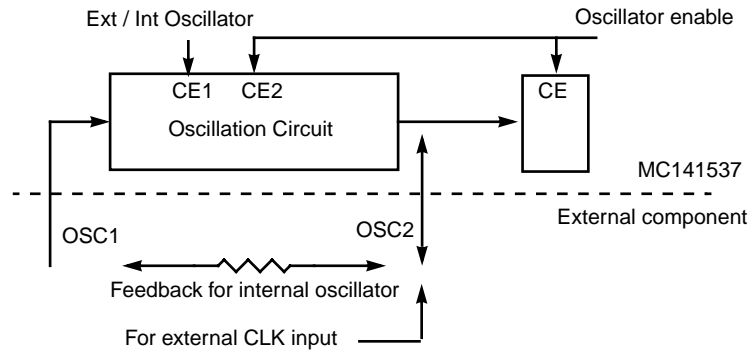 Ext / Int Oscillator
Oscillator enable
CE1
CE2
CE
Oscillation Circuit
MC141537
External component
OSC1
OSC2
Feedback for internal oscillator
For external CLK input